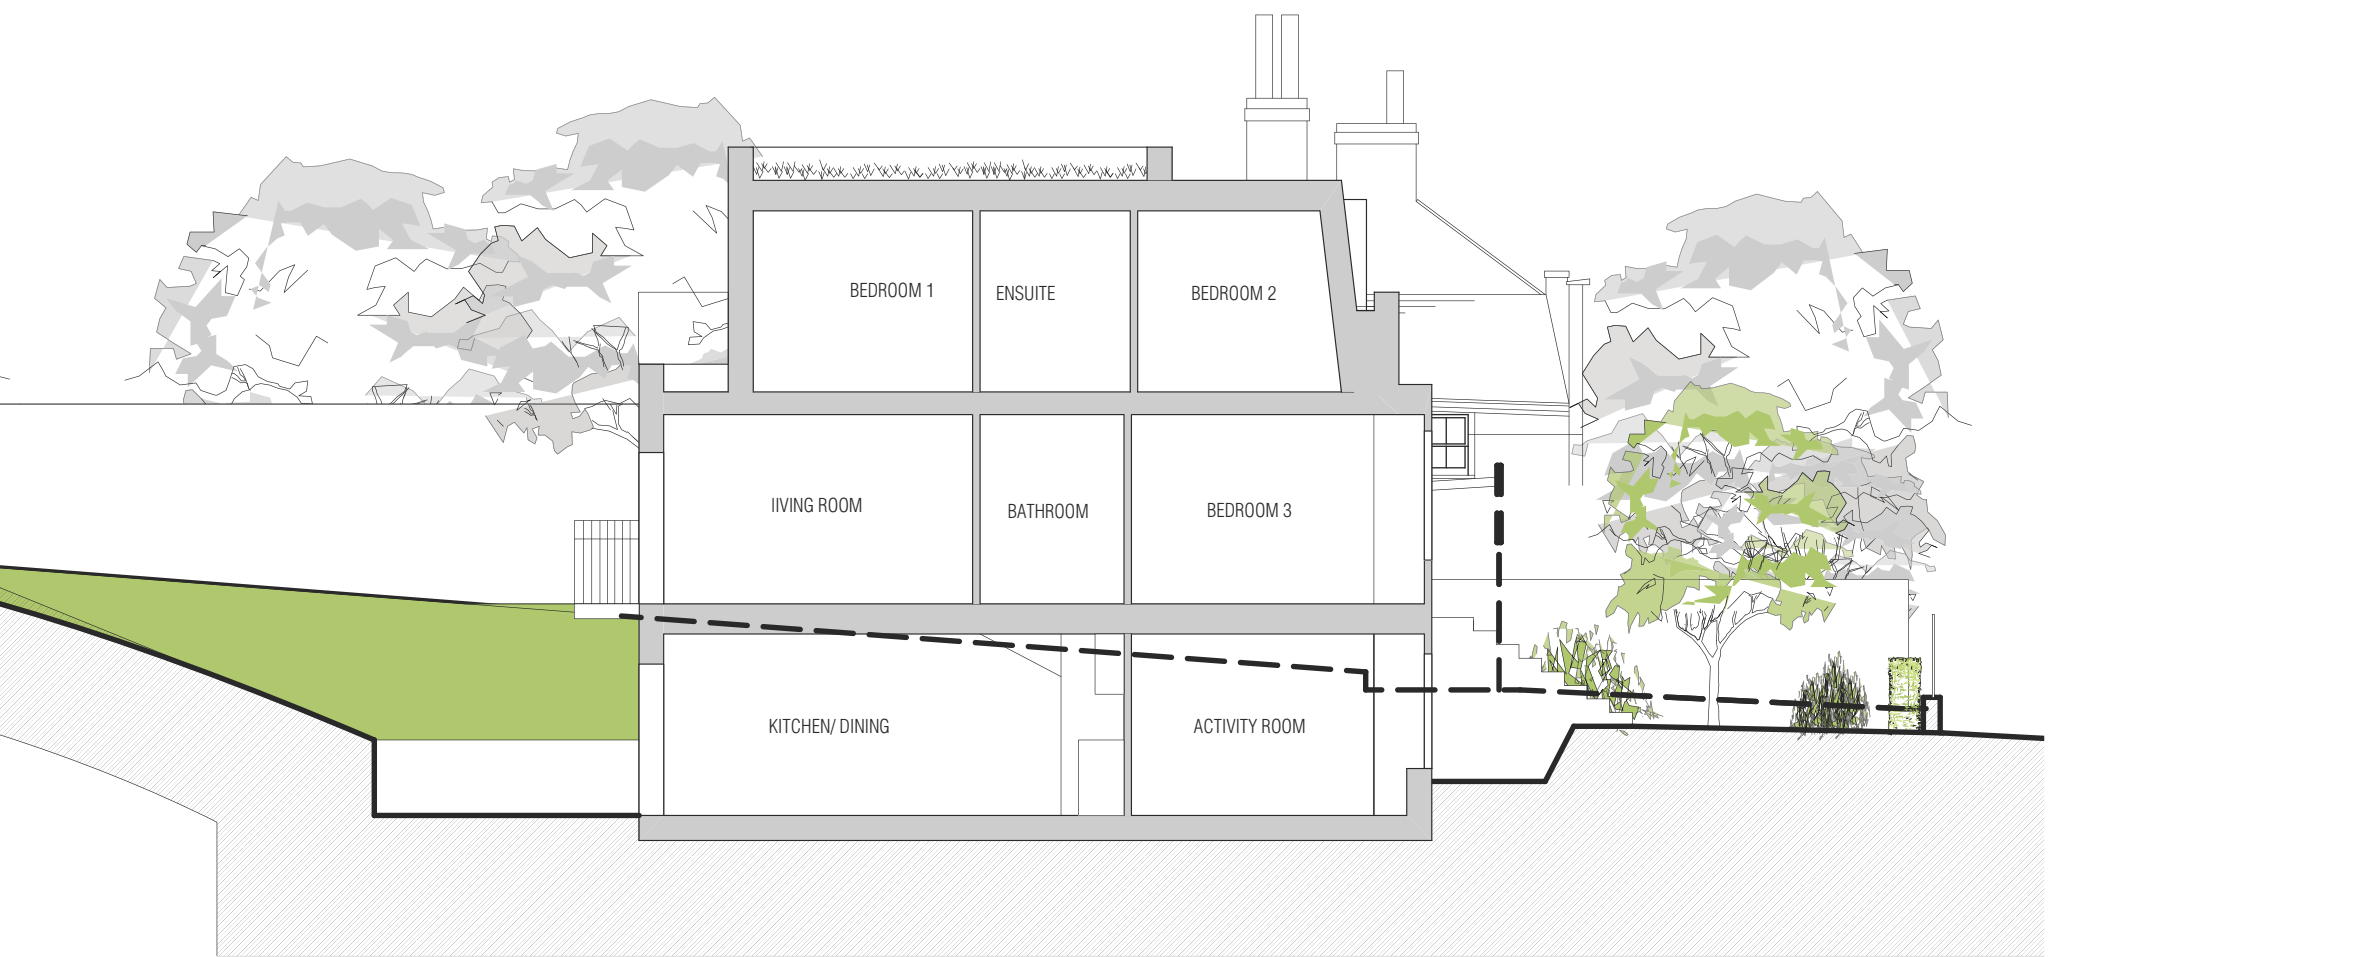 BEDROOM 1
ENSUITE
BEDROOM 2
IIVING ROOM
BATHROOM
BEDROOM 3
KITCHEN/ DINING
ACTIVITY ROOM